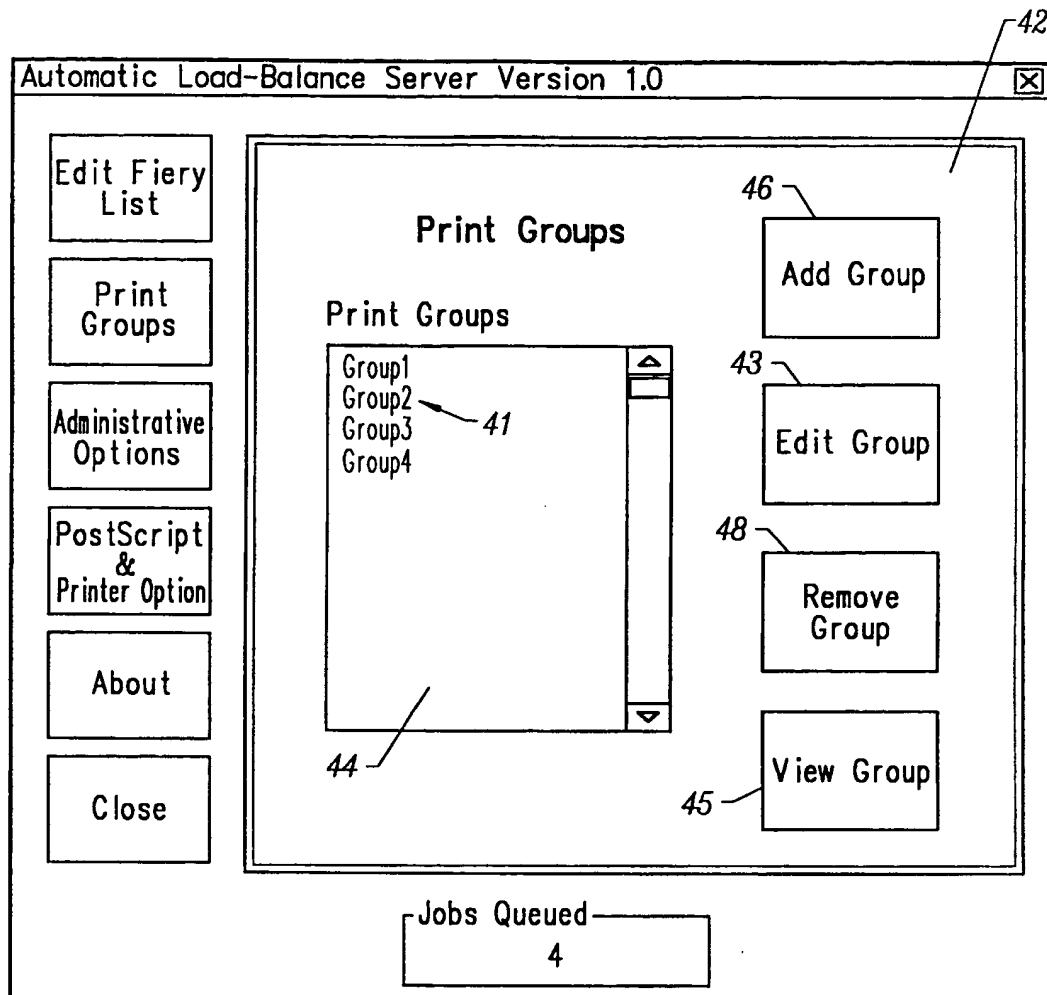 42
Automatic Load-Balance Server Version 1.0
Edit Fiery
List
Print
Groups
Administrative
Options
PostScript
&
Printer Option
About
Close
Print Groups
Print Groups
Group1
Group2
Group3
Group4
41
44
46
Add Group
43
Edit Group
48
Remove
Group
45
View Group
Jobs Queued
4